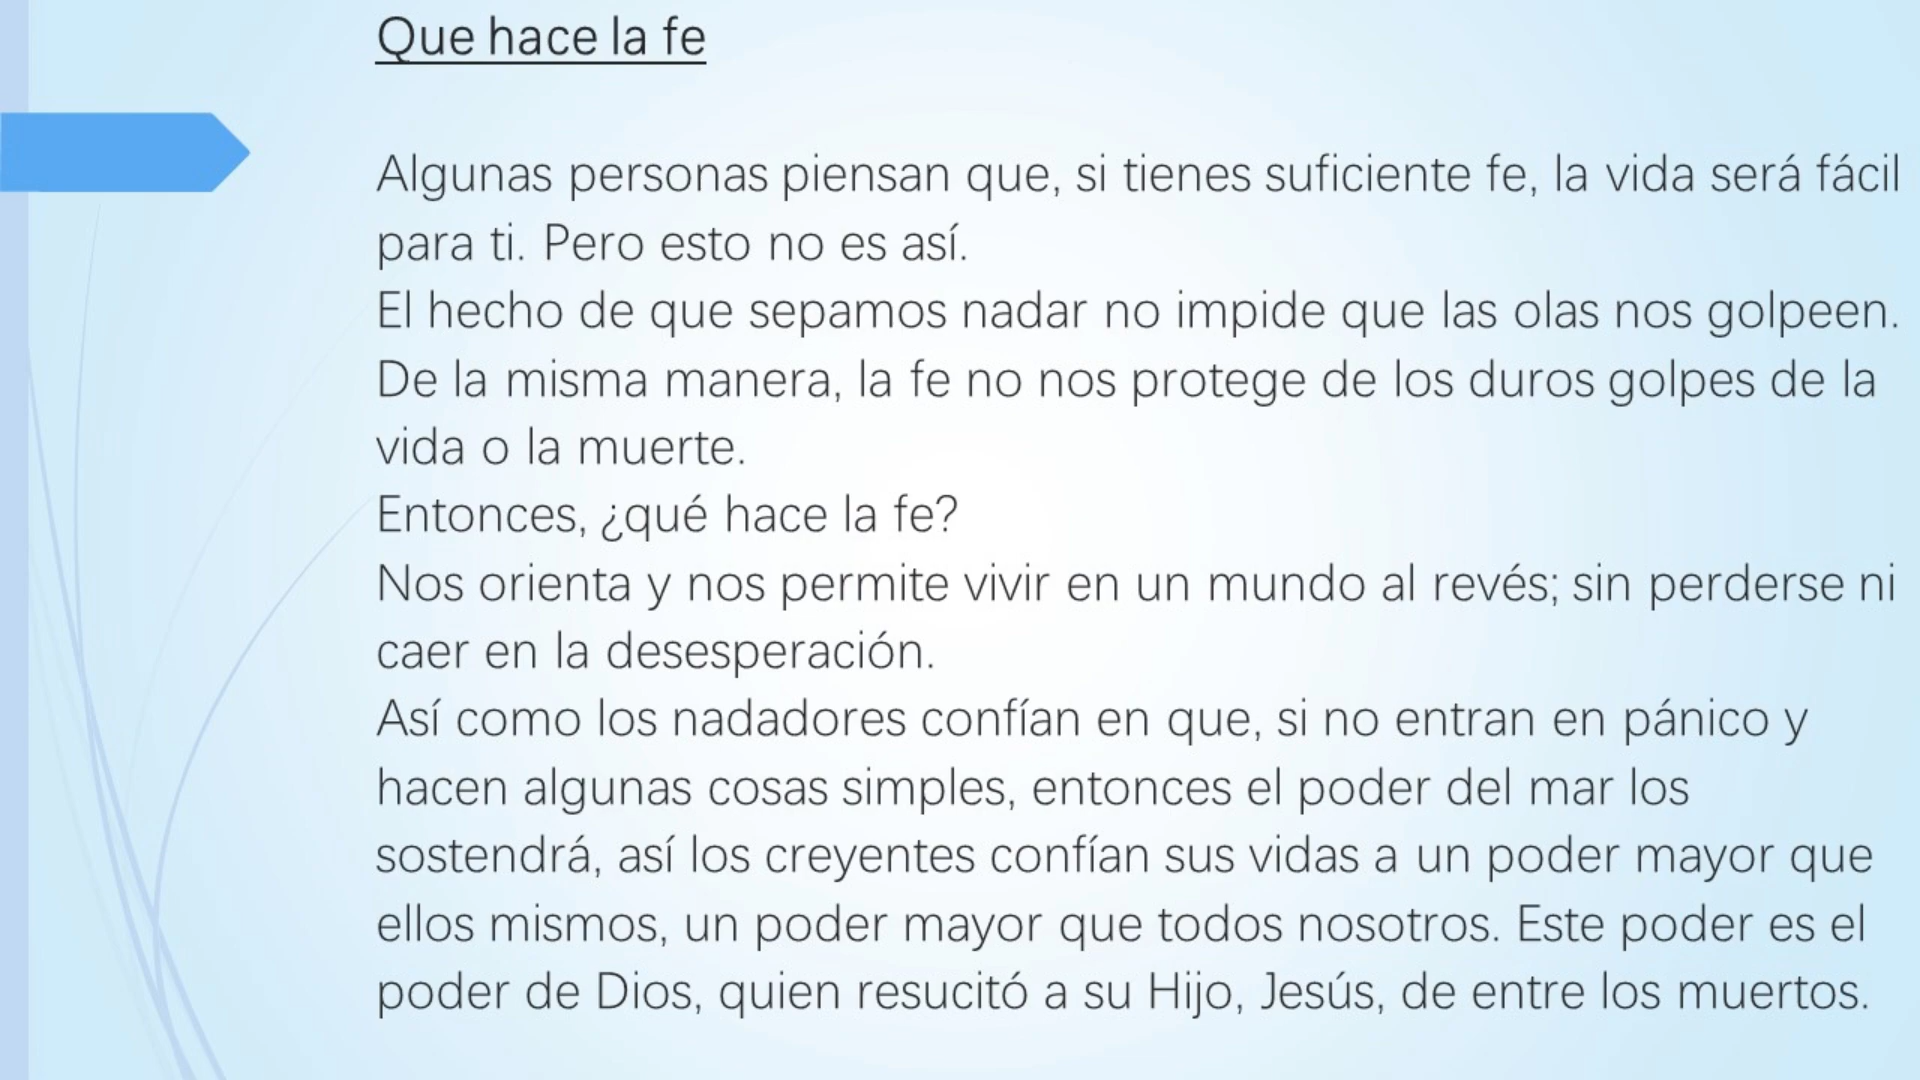 Que hace la fe
Algunas personas piensan que, si tienes suficiente fe, la vida será fácil
para ti. Pero esto no es así.
El hecho de que sepamos nadar no impide que las olas nos golpeen.
De la misma manera, la fe no nos protege de los duros golpes de la
vida o la muerte.
Entonces, ¿qué hace la fe?
Nos orienta y nos permite vivir en un mundo al revés; sin perderse ni
caer en la desesperación.
Así como los nadadores confían en que, si no entran en pánico y
hacen algunas cosas simples, entonces el poder del mar los
sostendrá, así los creyentes confían sus vidas a un poder mayor que
ellos mismos, un poder mayor que todos nosotros. Este poder es el
poder de Dios, quien resucitó a su Hijo, Jesús, de entre los muertos.